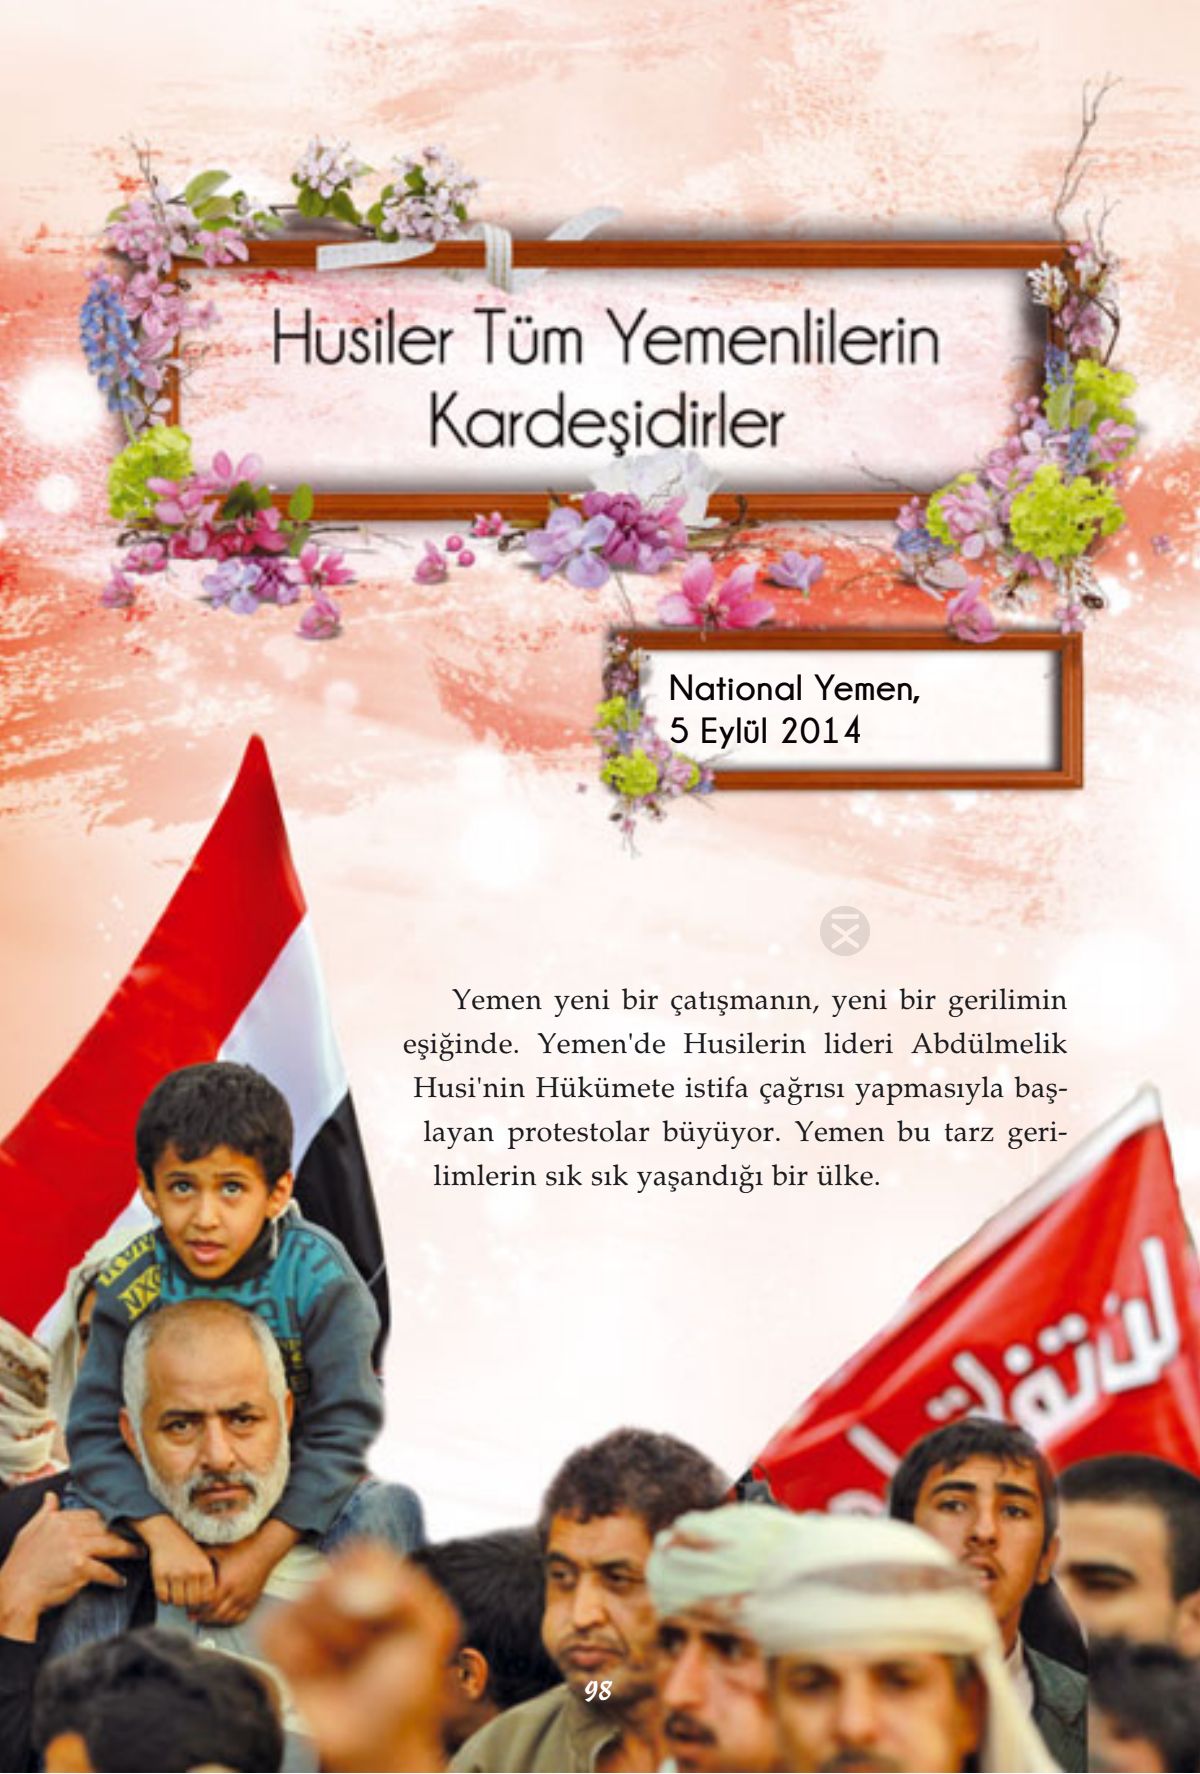 Husiler Tüm Yemenlilerin
Kardeşidirler
National Yemen,
5 Eylül 2014
Yemen yeni bir çatışmanın, yeni bir gerilimin
eşiğinde. Yemen'de Husilerin lideri Abdülmelik
Husi'nin Hükümete istifa çağrısı yapmasıyla baş-
layan protestolar büyüyor. Yemen bu tarz geri-
limlerin sık sık yaşandığı bir ülke.
98